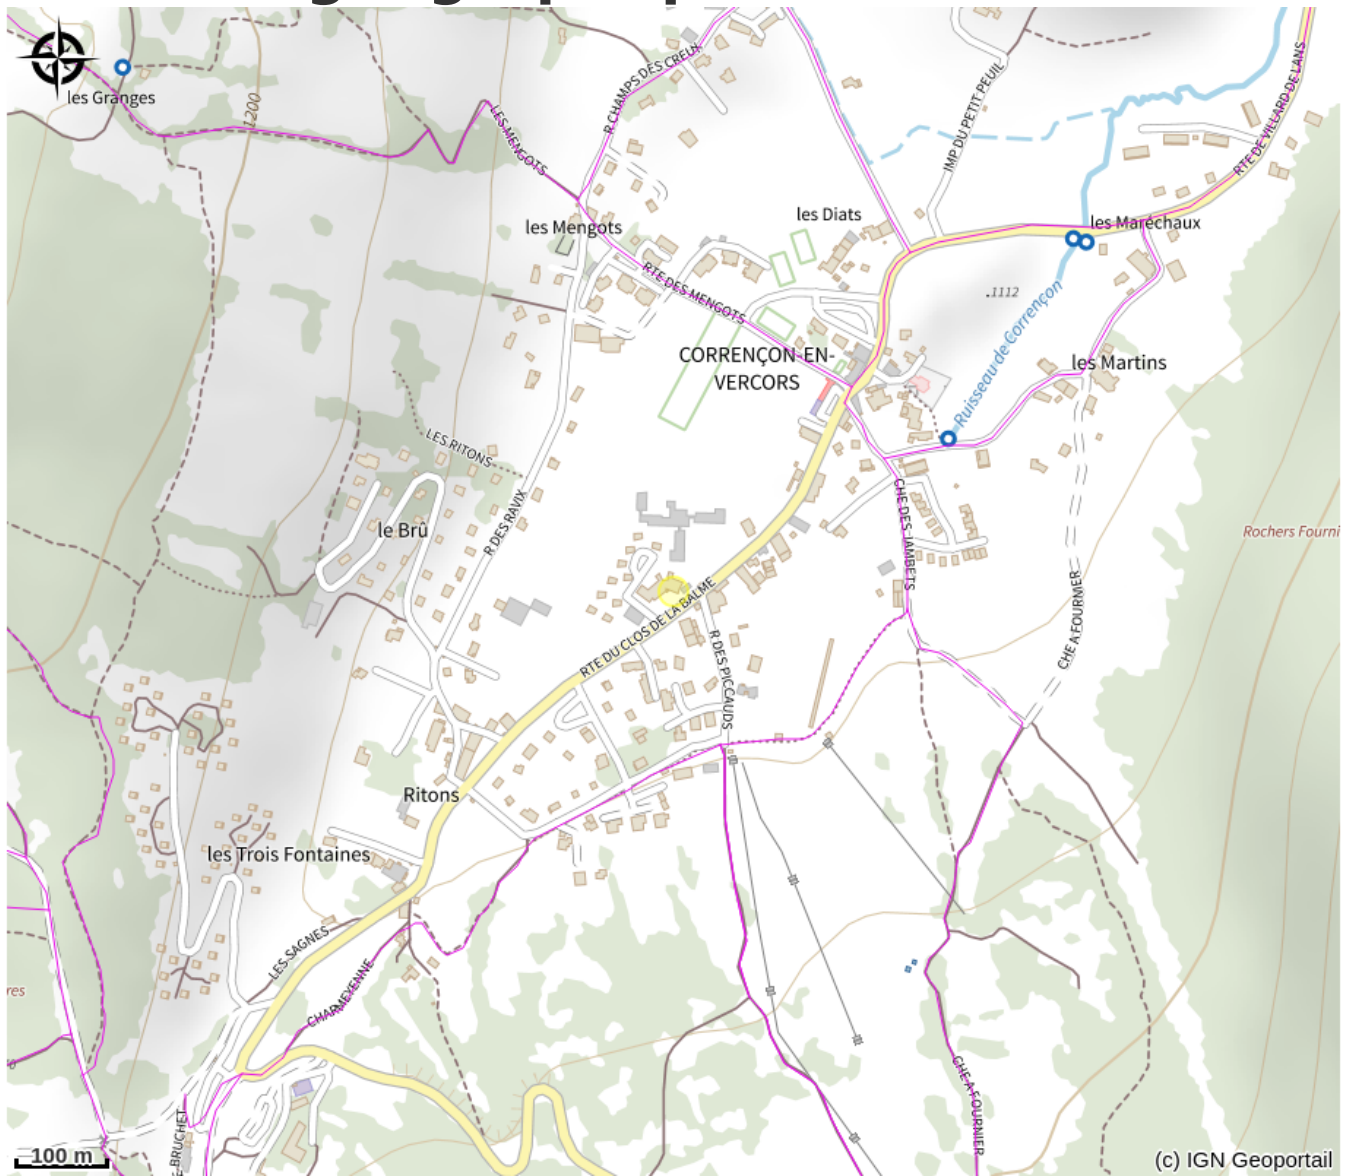 les Granges
1200
LES MENGOTS
R CHAMPS DES CREUX
IMP DU PETIT PEUIL
RTE DE VILLARD DE LANS
les Mengots
les Diats
les Maréchaux
RTE DES MENGOTS
.1112
Ruisseau de Corrençon
CORRENÇON-EN-
VERCORS
les Martins
LES RITONS
R DES RAVIX
le Brû
CHE DES JAMBETS
Rochers Fourni
CHE A FOURNIER
RTE DU CLOS DE LA BALME
R DES PICCAUDS
Ritons
les Trois Fontaines
LES SAGNES
CHARMEYENNE
res
CHE A FOURNIER
E BRUCHET
100 m
(c) IGN Geoportail